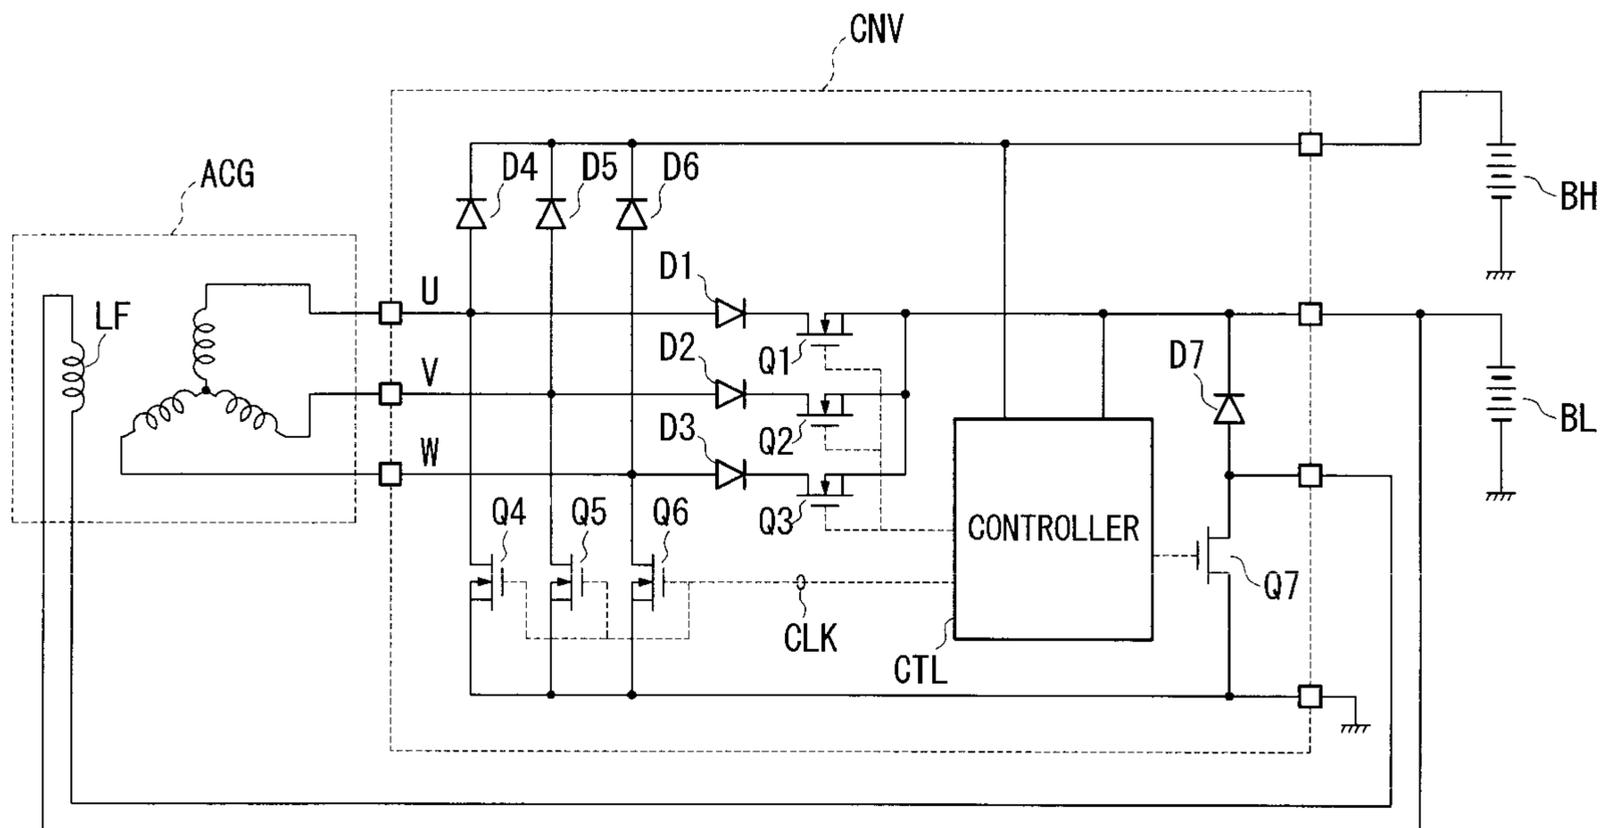 CNV
ACG
D4
D5
D6
BH
D1
U
LF
Q1
D2
D7
V
Q2
D3
BL
W
Q3
Q4
Q5
Q6
CONTROLLER
Q7
CLK
CTL